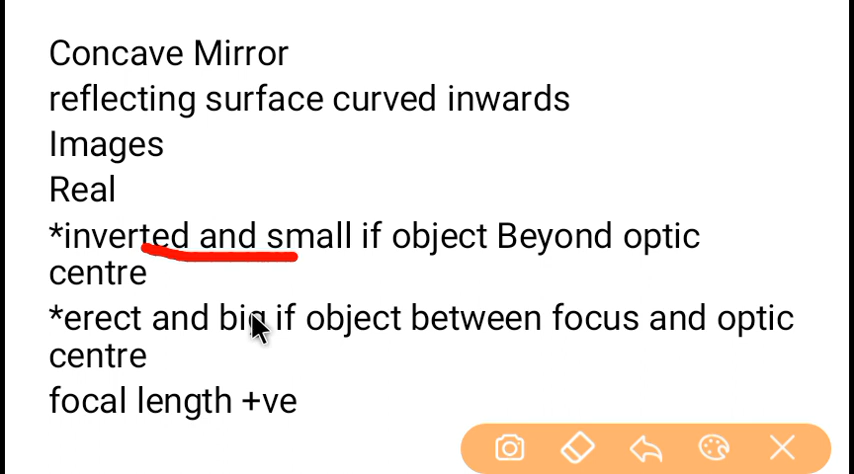 Concave Mirror
reflecting surface curved inwards
Images
Real
*inverted and small if object Beyond optic
centre
*erect and big if object between focus and optic
centre
focal length +ve